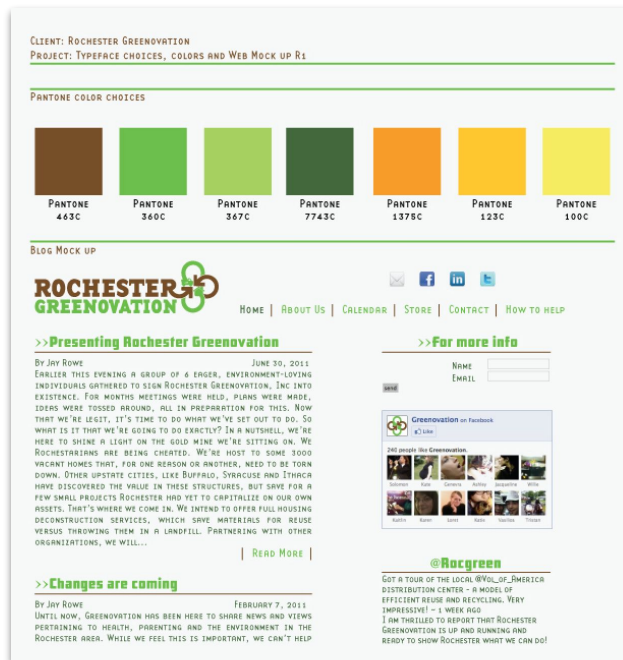 Client: Rochester Greenovation
Project: Typeface choices, colors and Web Mock up R1
Pantone color choices
Pantone 463C
Pantone 360C
Pantone 367C
Pantone 7743C
Pantone 1375C
Pantone 123C
Pantone 100C
Blog Mock up
ROCHESTER
GREENOVATION
Home | About Us | Calendar | Store | Contact | How to help
>>Presenting Rochester Greenovation
By Jay Rowe June 30, 2011
Earlier this evening a group of 6 eager, environment-loving
individuals gathered to sign Rochester Greenovation, Inc into
existence. For months meetings were held, plans were made,
ideas were tossed around, all in preparation for this. Now
that we're legit, it's time to do what we've set out to do. So
what is it that we're going to do exactly? In a nutshell, we're
here to shine a light on the gold mine we're sitting on. We
Rochestarians are being cheated. We're host to some 3000
vacant homes that, for one reason or another, need to be torn
down. Other upstate cities, like Buffalo, Syracuse and Ithaca
have discovered the value in these structures, but save for a
few small projects Rochester had yet to capitalize on our own
assets. That's where we come in. We intend to offer full housing
deconstruction services, which save materials for reuse
versus throwing them in a landfill. Partnering with other
organizations, we will...
| Read More |
>>Changes are coming
By Jay Rowe February 7, 2011
Until now, Greenovation has been here to share news and views
pertaining to health, parenting and the environment in the
Rochester area. While we feel this is important, we can't help
>>For more info
Name
Email
send
Greenovation on Facebook
Like
240 people like Greenovation.
Solomon Kate Geneva Ashley Jacqueline Willa
Kaitlin Karen Loret Babs Vasilios Tristan
@Rocgreen
Got a tour of the local @Vol_of_America
distribution center - a model of
efficient reuse and recycling. Very
impressive! – 1 week ago
I am thrilled to report that Rochester
Greenovation is up and running and
ready to show Rochester what we can do!